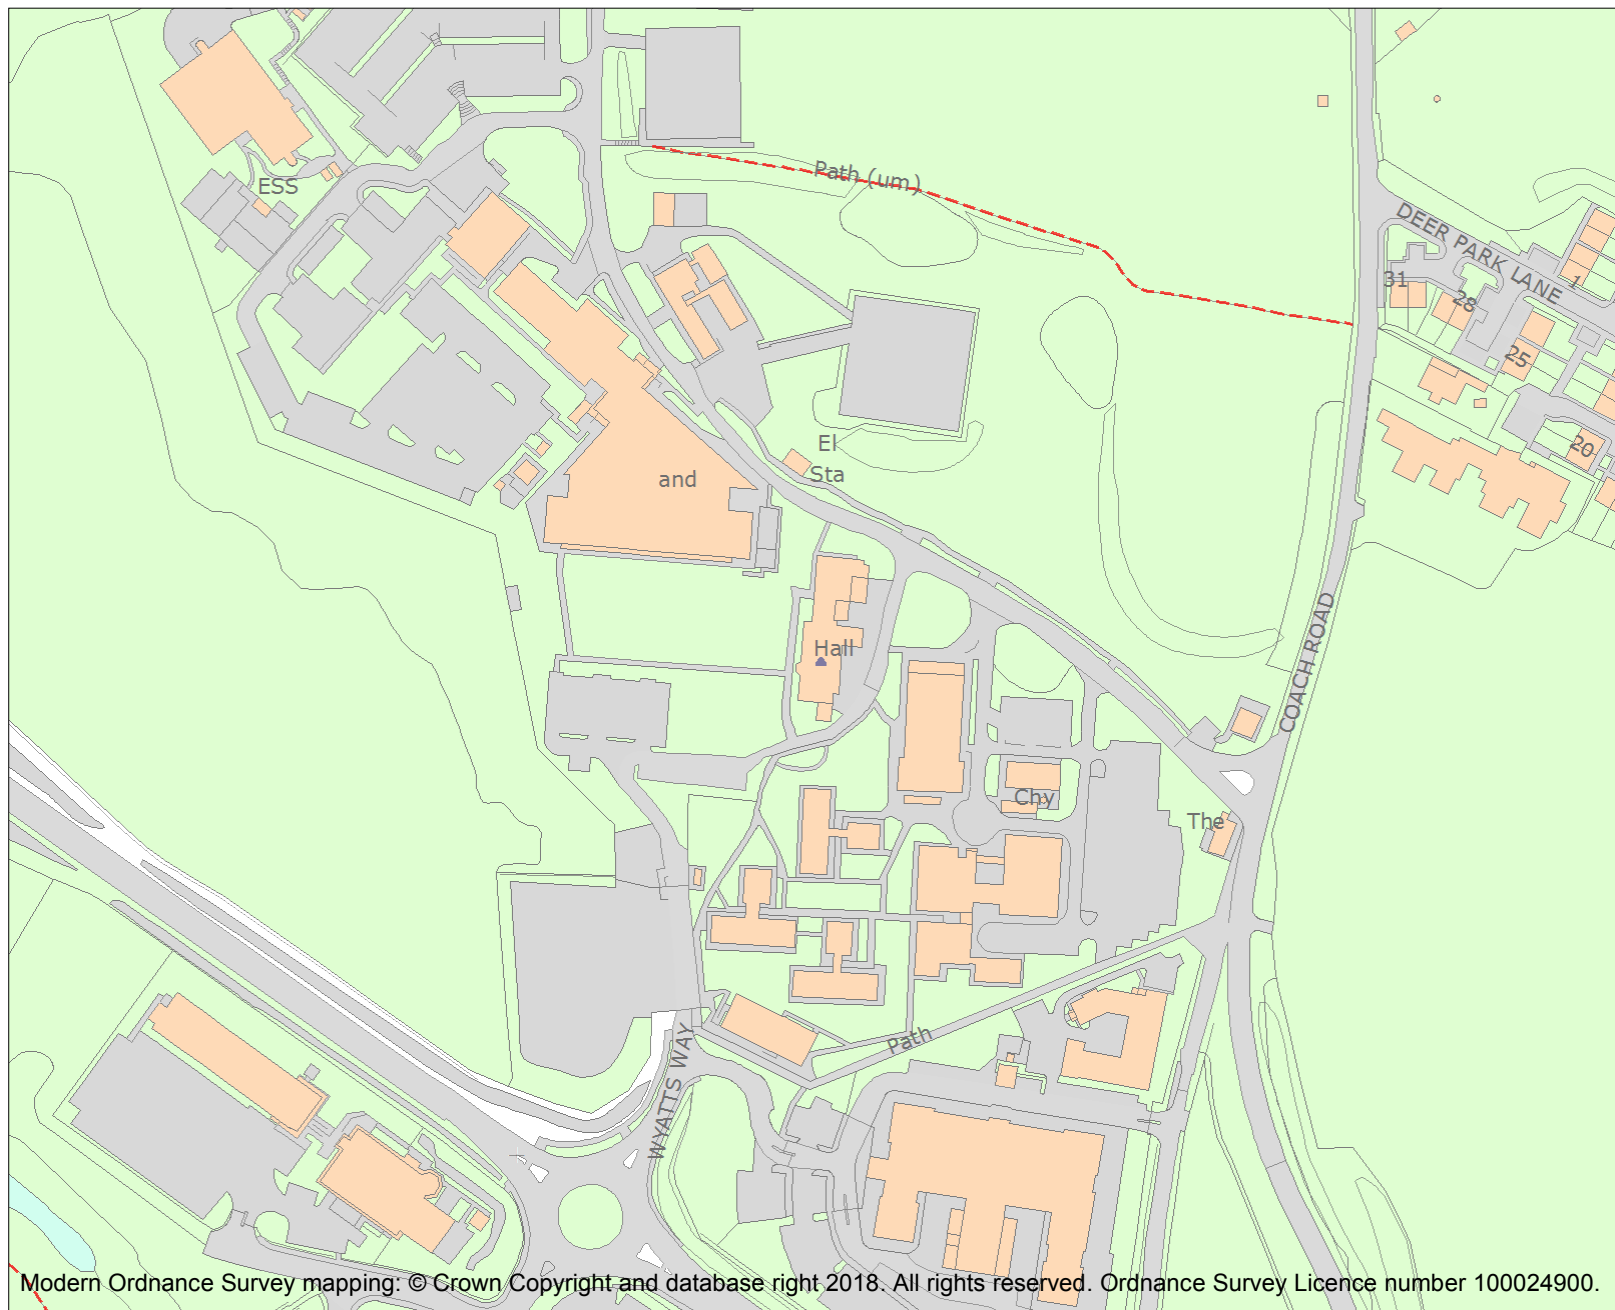 Path (um)
ESS
DEER PARK LANE
31
28
1
25
20
El
Sta
and
COACH ROAD
Hall
Chy
The
Path
WYATTS WAY
Modern Ordnance Survey mapping: © Crown Copyright and database right 2018. All rights reserved. Ordnance Survey Licence number 100024900.